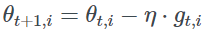 θ_{t+1,i} = θ_{t,i} − η · g_{t,i}